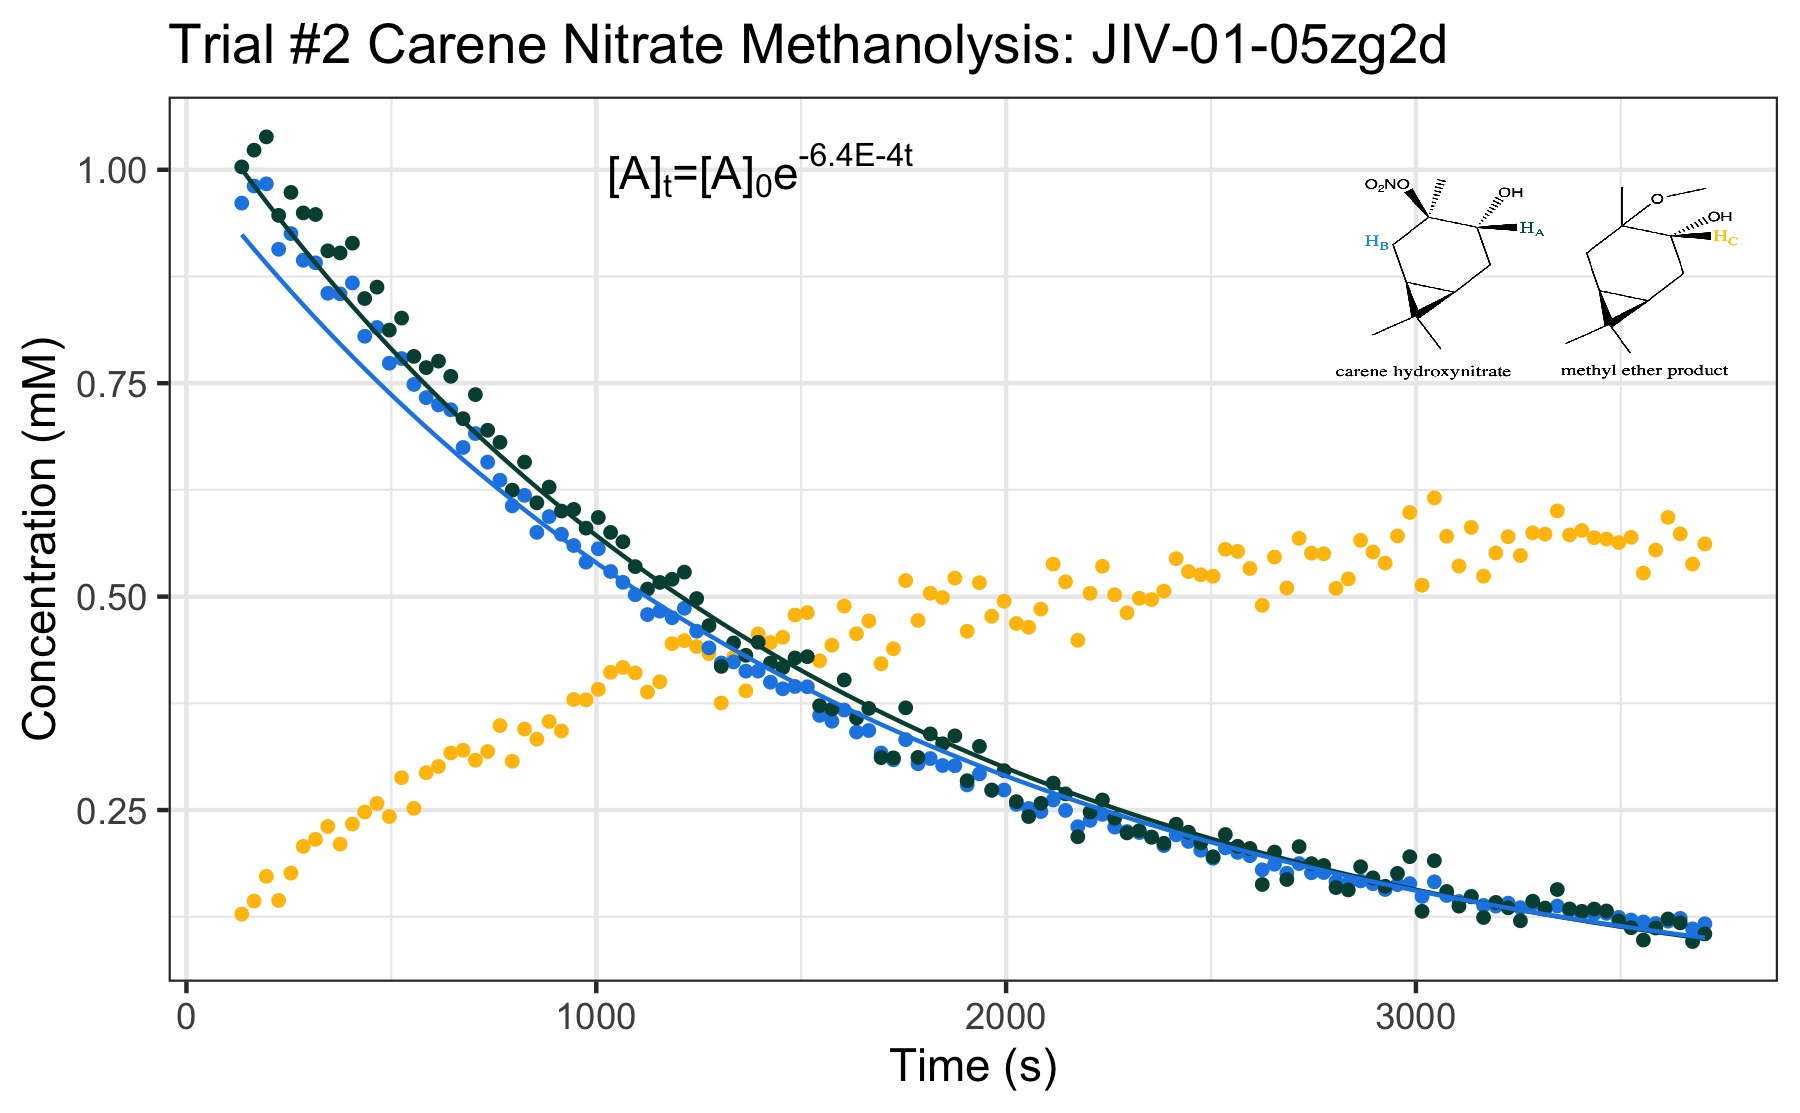 Trial #2 Carene Nitrate Methanolysis: JIV-01-05zg2d
[A]t=[A]0e-6.4E-4t
O2NO
OH
HA
HB
carene hydroxynitrate
O
OH
HC
methyl ether product
Concentration (mM)
1.00
0.75
0.50
0.25
0 1000 2000 3000
Time (s)